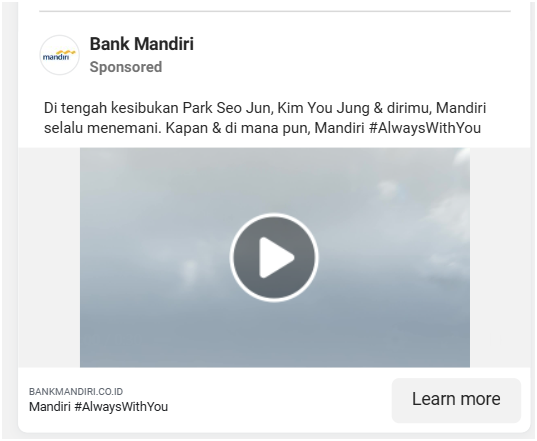 Bank Mandiri
mandiri
Sponsored
Di tengah kesibukan Park Seo Jun, Kim You Jung & dirimu, Mandiri
selalu menemani. Kapan & di mana pun, Mandiri #AlwaysWithYou
BANKMANDIRI.CO.ID
Mandiri #AlwaysWithYou
Learn more